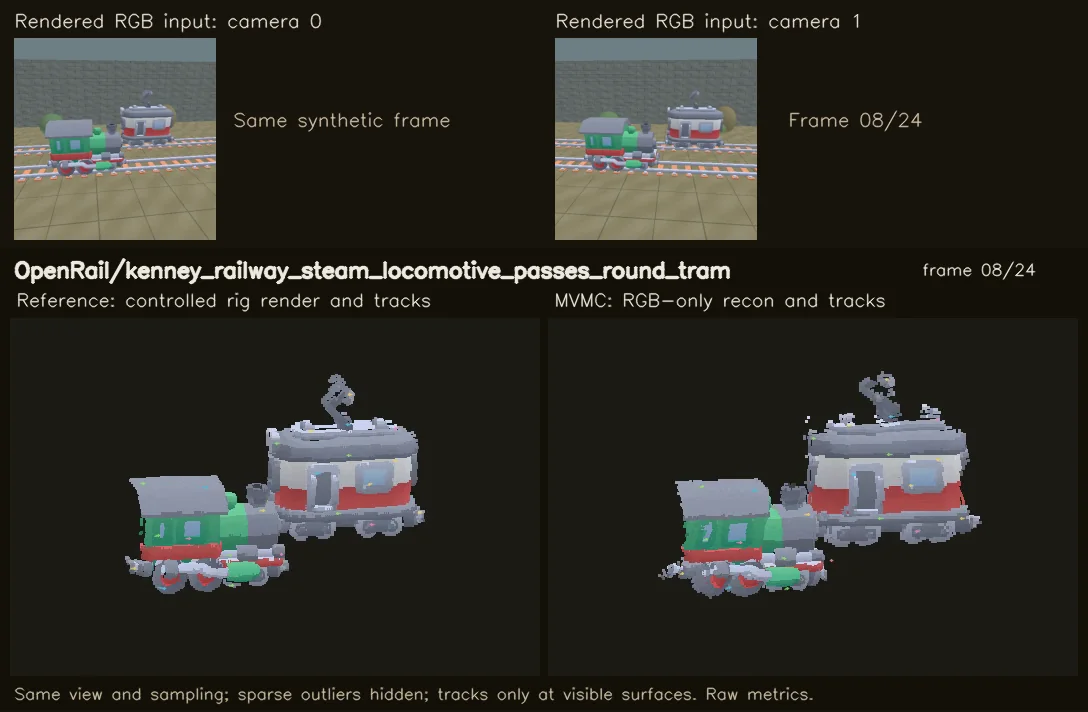 Rendered RGB input: camera 0
Rendered RGB input: camera 1
Same synthetic frame
Frame 08/24
OpenRail/kenney_railway_steam_locomotive_passes_round_tram
frame 08/24
Reference: controlled rig render and tracks
MVMC: RGB-only recon and tracks
Same view and sampling; sparse outliers hidden; tracks only at visible surfaces. Raw metrics.